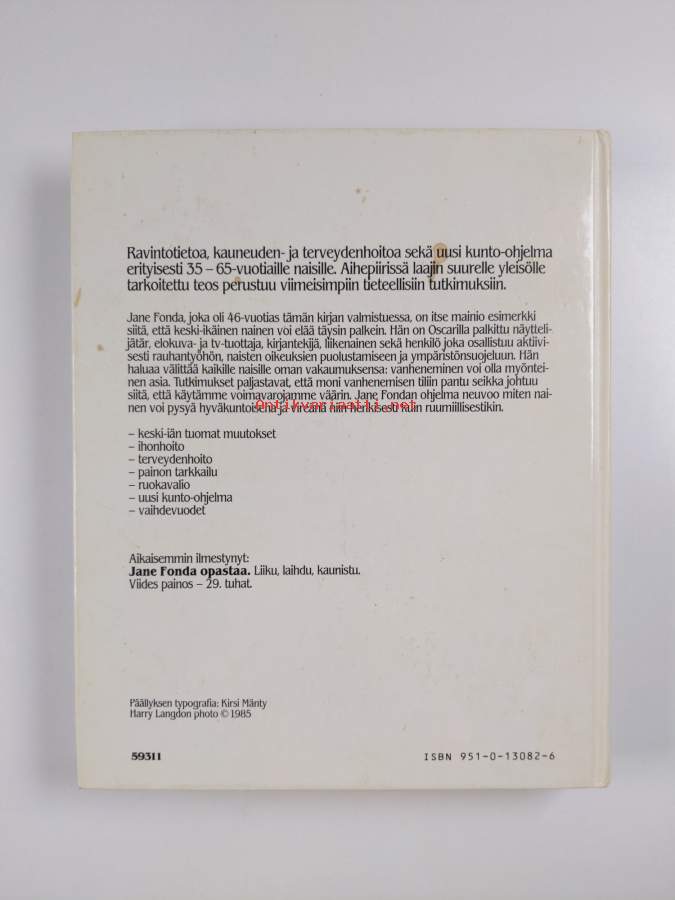 Ravintotietoa, kauneuden- ja terveydenhoitoa sekä uusi kunto-ohjelma
erityisesti 35 – 65-vuotiaille naisille. Aihepiirissä laajin suurelle yleisölle
tarkoitettu teos perustuu viimeisimpiin tieteellisiin tutkimuksiin.
Jane Fonda, joka oli 46-vuotias tämän kirjan valmistuessa, on itse mainio esimerkki
siitä, että keski-ikäinen nainen voi elää täysin palkein. Hän on Oscarilla palkittu näytteli-
jätär, elokuva- ja tv-tuottaja, kirjantekijä, liikenainen sekä henkilö joka osallistuu aktiivi-
sesti rauhantyöhön, naisten oikeuksien puolustamiseen ja ympäristönsuojeluun. Hän
haluaa välittää kaikille naisille oman vakaumuksensa: vanheneminen voi olla myöntei-
nen asia. Tutkimukset paljastavat, että moni vanhenemisen tiliin pantu seikka johtuu
siitä, että käytämme voimavarojamme väärin. Jane Fondan ohjelma neuvoo miten nai-
nen voi pysyä hyväkuntoisena ja vireänä niin henkisesti kuin ruumiillisestikin.
antikvariaatti.net
– keski-iän tuomat muutokset
– ihonhoito
– terveydenhoito
– painon tarkkailu
– ruokavalio
– uusi kunto-ohjelma
– vaihdevuodet
Aikaisemmin ilmestynyt:
Jane Fonda opastaa. Liiku, laihdu, kaunistu.
Viides painos – 29. tuhat.
Päällyksen typografia: Kirsi Mänty
Harry Langdon photo © 1985
59311
ISBN 951-0-13082-6